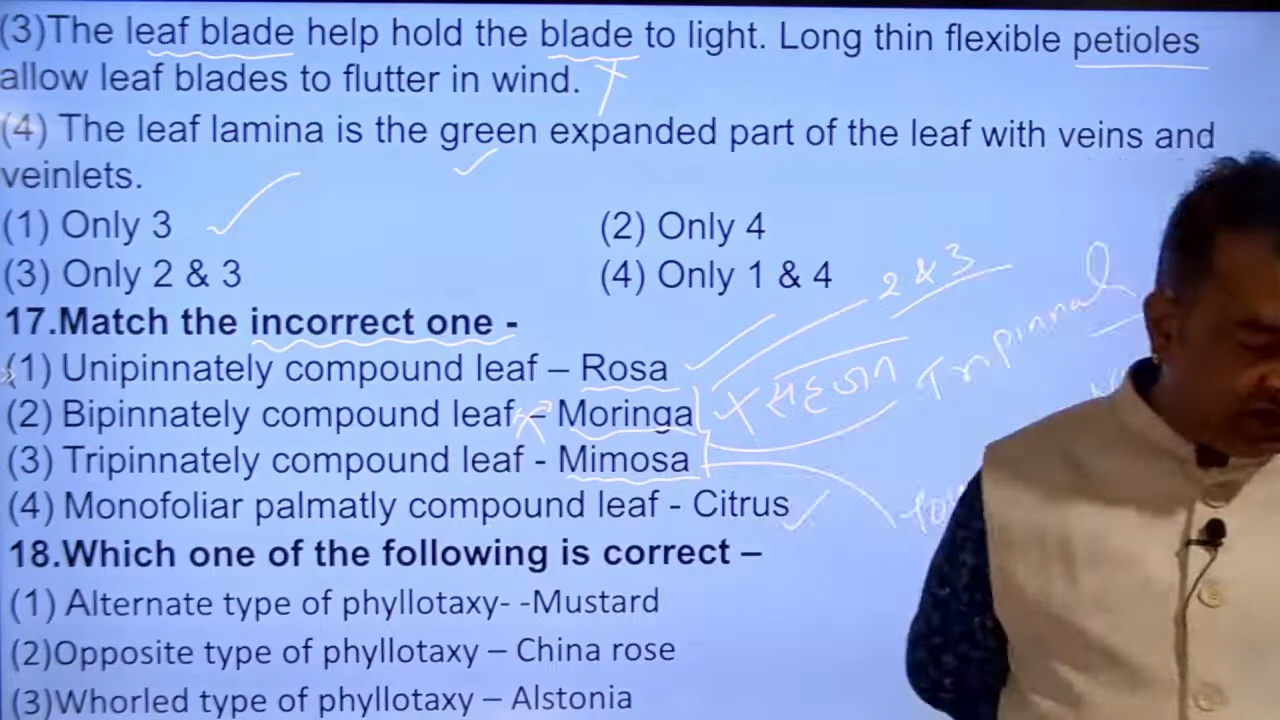 (3)The leaf blade help hold the blade to light. Long thin flexible petioles
allow leaf blades to flutter in wind.
(4) The leaf lamina is the green expanded part of the leaf with veins and
veinlets.
(1) Only 3 (2) Only 4
(3) Only 2 & 3 (4) Only 1 & 4
2 & 3
17.Match the incorrect one -
Tripinnal
(1) Unipinnately compound leaf – Rosa
सहजन
(2) Bipinnately compound leaf – Moringa
(3) Tripinnately compound leaf - Mimosa
(4) Monofoliar palmatly compound leaf - Citrus
18.Which one of the following is correct –
(1) Alternate type of phyllotaxy- -Mustard
(2)Opposite type of phyllotaxy – China rose
(3)Whorled type of phyllotaxy – Alstonia